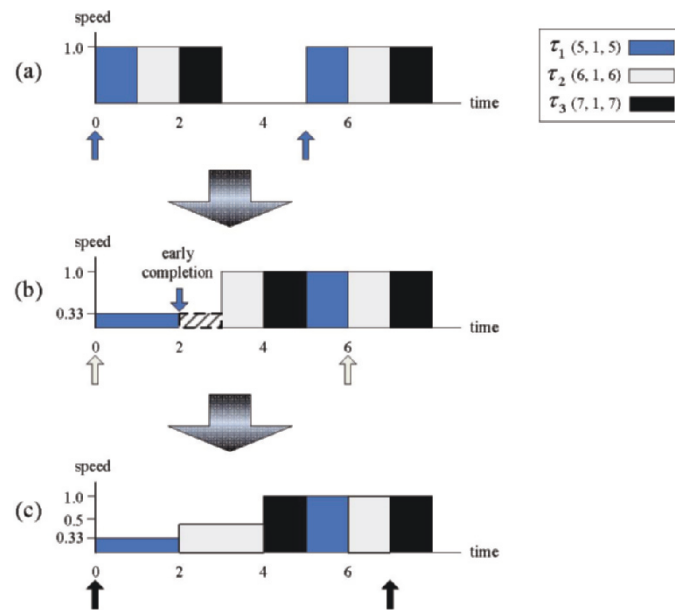 speed
1.0
(a)
time
0 2 4 6
τ1 (5, 1, 5)
τ2 (6, 1, 6)
τ3 (7, 1, 7)
speed
early
completion
1.0
(b)
0.33
time
0 2 4 6
speed
1.0
(c)
0.5
0.33
time
0 2 4 6